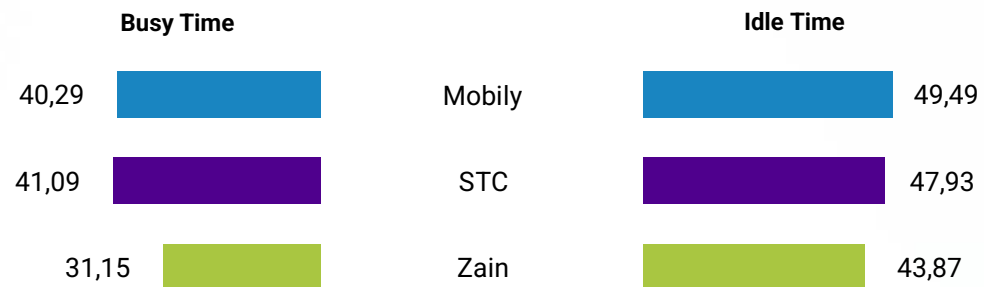 Busy Time Idle Time
40,29 Mobily 49,49
41,09 STC 47,93
31,15 Zain 43,87